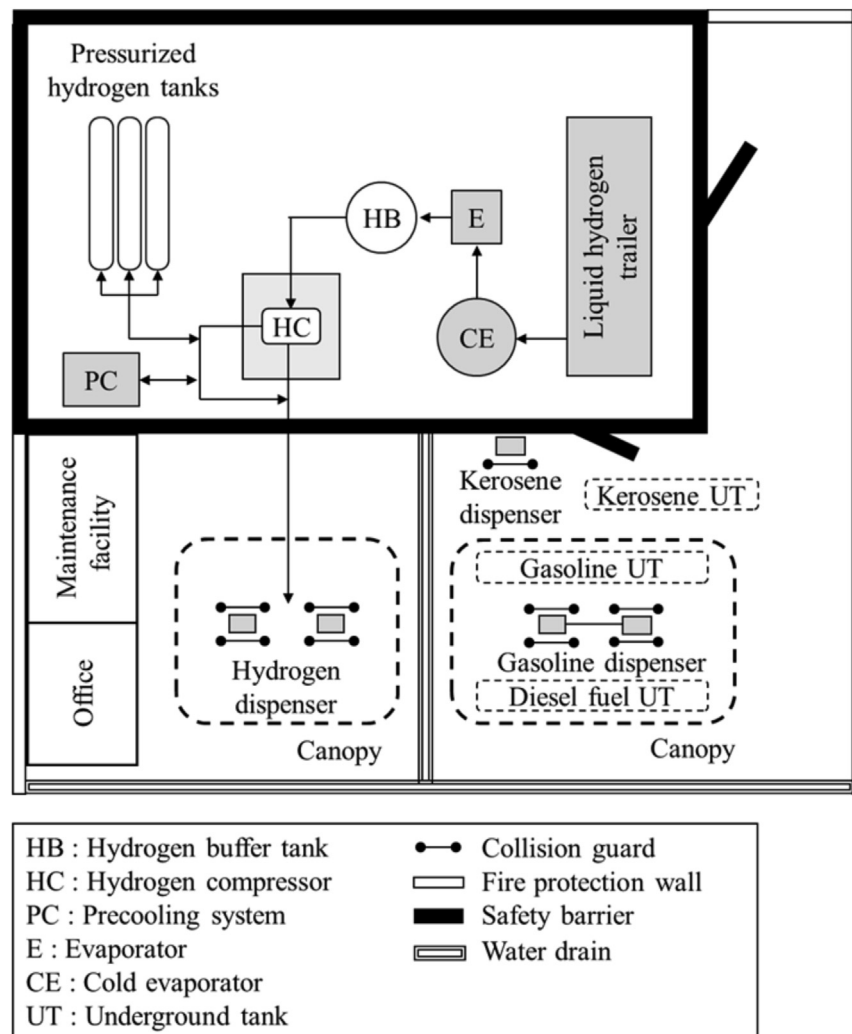 Pressurized
hydrogen tanks
HB
E
Liquid hydrogen
trailer
HC
CE
PC
Maintenance
facility
Kerosene
dispenser
Kerosene UT
Gasoline UT
Office
Hydrogen
dispenser
Gasoline dispenser
Diesel fuel UT
Canopy
Canopy
HB : Hydrogen buffer tank
HC : Hydrogen compressor
PC : Precooling system
E : Evaporator
CE : Cold evaporator
UT : Underground tank
Collision guard
Fire protection wall
Safety barrier
Water drain